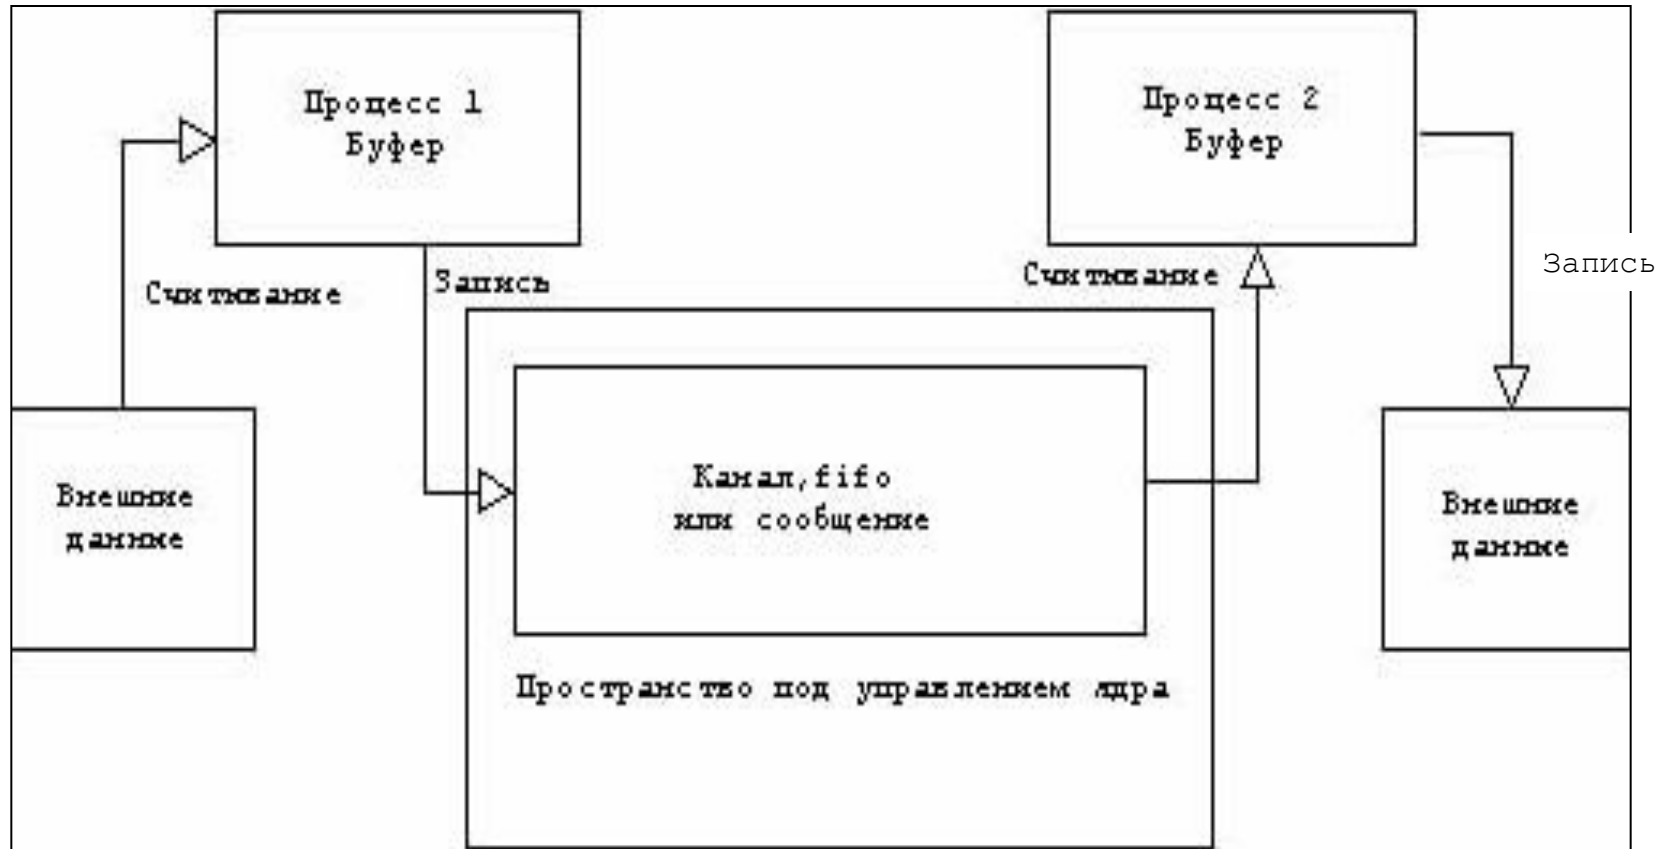 Процесс 1
Буфер
Процесс 2
Буфер
Считывание
Запись
Считывание
Запись
Внешние
данные
Канал,fifo
или сообщение
Внешние
данные
Пространство под управлением ядра